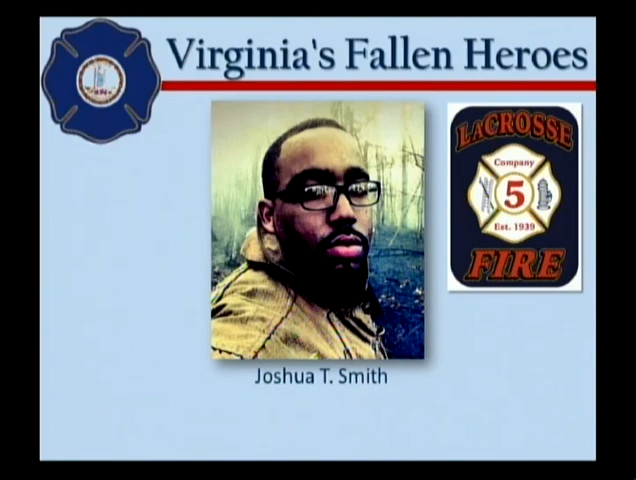 Virginia's Fallen Heroes
LACROSSE
Company
5
Est. 1939
FIRE
Joshua T. Smith